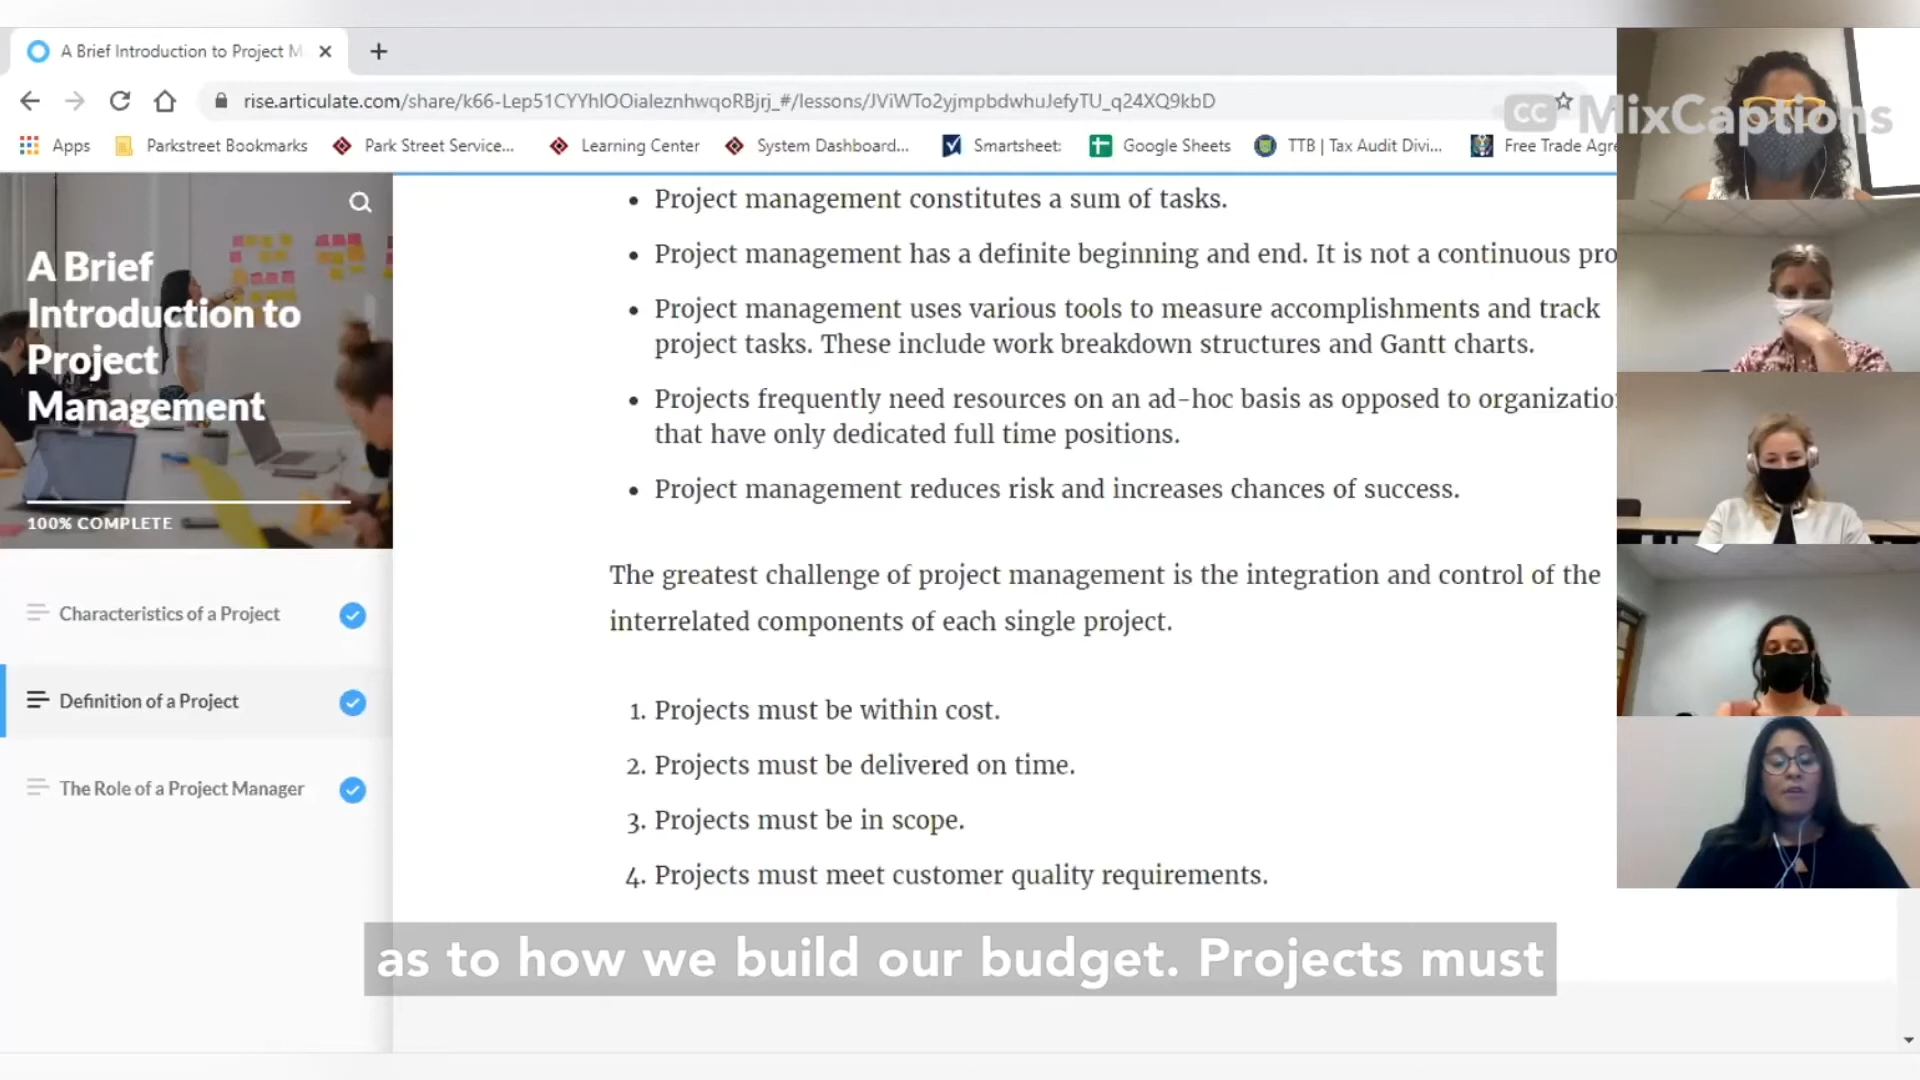 A Brief Introduction to Project M
rise.articulate.com/share/k66-Lep51CYYhlOOialeznhwqoRBjrj_#/lessons/JViWTo2yjmpbdwhuJefyTU_q24XQ9kbD
CC MixCaptions
Apps Parkstreet Bookmarks Park Street Service... Learning Center System Dashboard... Smartsheet: Google Sheets TTB | Tax Audit Divi... Free Trade Agre
A Brief
Introduction to
Project
Management
100% COMPLETE
Characteristics of a Project
Definition of a Project
The Role of a Project Manager
• Project management constitutes a sum of tasks.
• Project management has a definite beginning and end. It is not a continuous pro
• Project management uses various tools to measure accomplishments and track
project tasks. These include work breakdown structures and Gantt charts.
• Projects frequently need resources on an ad-hoc basis as opposed to organizatio
that have only dedicated full time positions.
• Project management reduces risk and increases chances of success.
The greatest challenge of project management is the integration and control of the
interrelated components of each single project.
1. Projects must be within cost.
2. Projects must be delivered on time.
3. Projects must be in scope.
4. Projects must meet customer quality requirements.
as to how we build our budget. Projects must